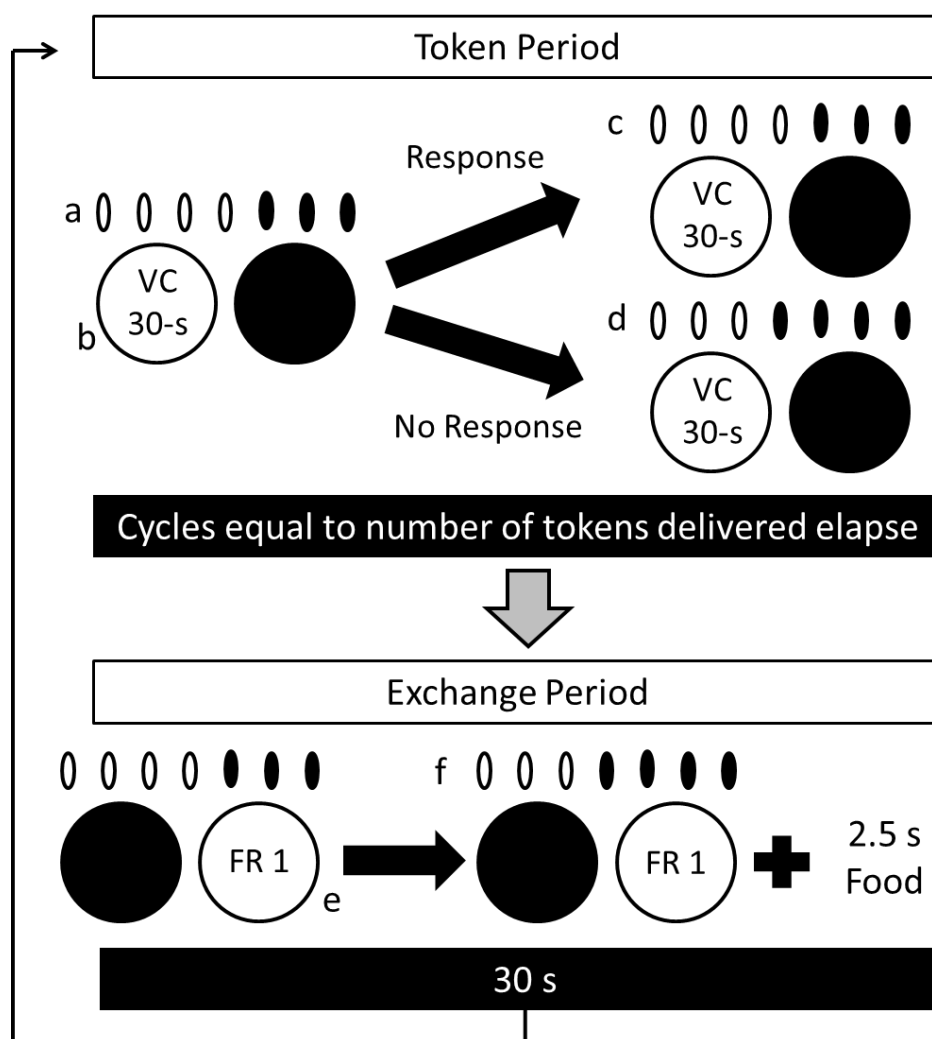 Token Period
c
Response
VC
30-s
a
VC
30-s
b
d
VC
30-s
No Response
Cycles equal to number of tokens delivered elapse
Exchange Period
f
FR 1
e
FR 1
2.5 s
Food
30 s